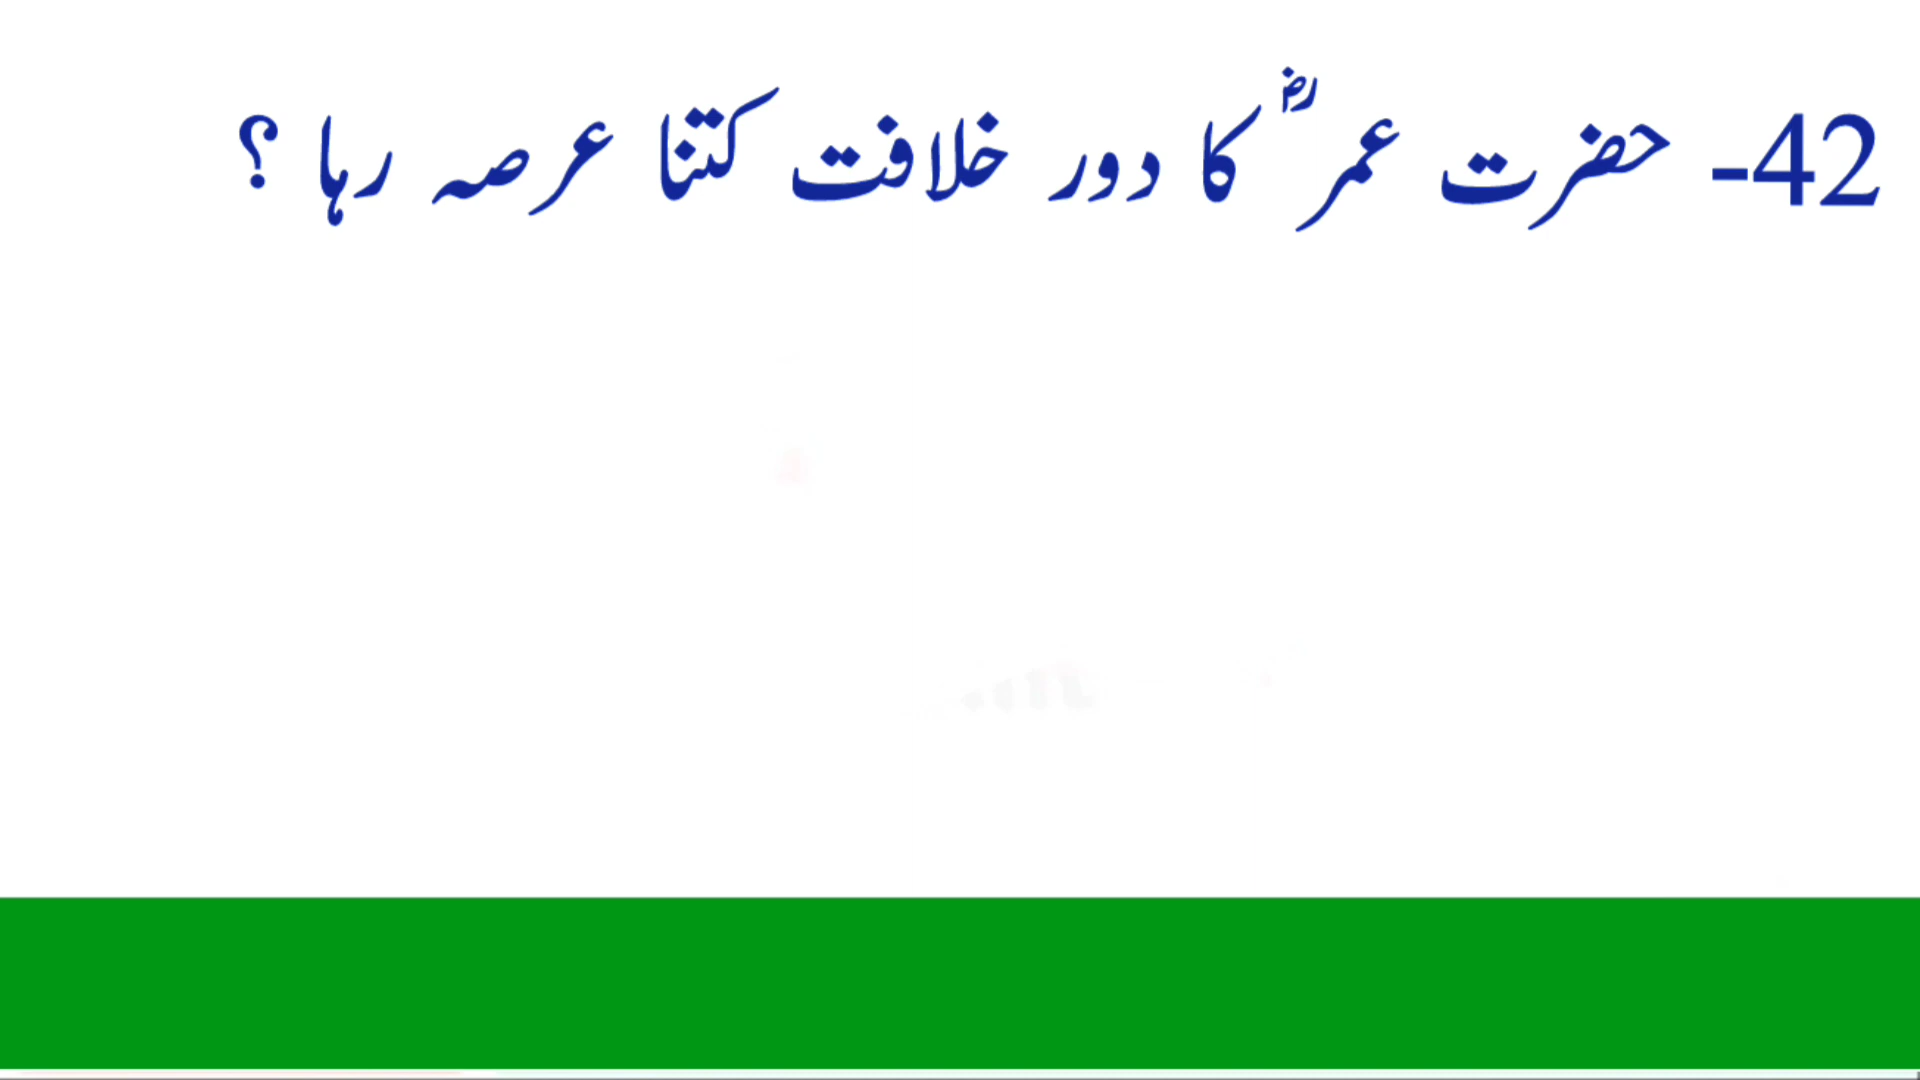 42- حضرت عمرؓ کا دور خلافت کتنا عرصہ رہا ؟